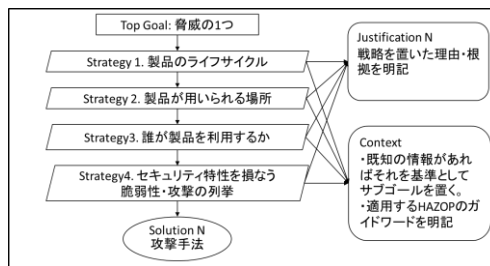 Top Goal: 脅威の1つ
Strategy 1. 製品のライフサイクル
Strategy 2. 製品が用いられる場所
Strategy3. 誰が製品を利用するか
Strategy4. セキュリティ特性を損なう
脆弱性・攻撃の列挙
Solution N
攻撃手法
Justification N
戦略を置いた理由・根
拠を明記
Context
・既知の情報があれ
ばそれを基準として
サブゴールを置く。
・適用するHAZOPのガ
イドワードを明記